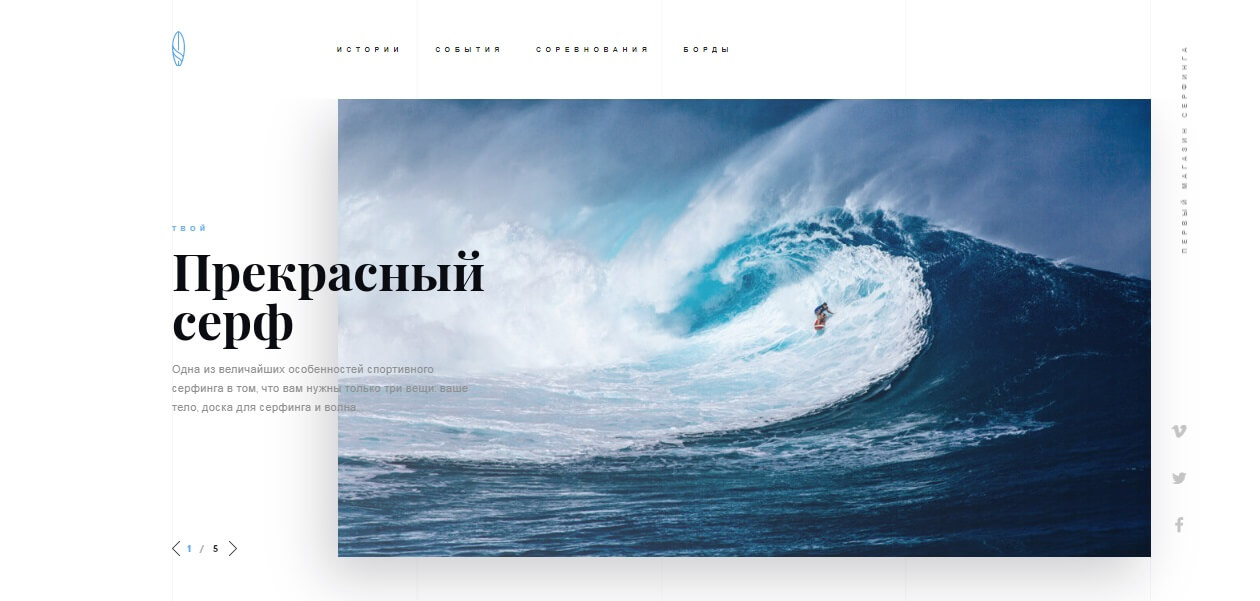 ИСТОРИИ
СОБЫТИЯ
СОРЕВНОВАНИЯ
БОРДЫ
ПЕРВЫЙ МАГАЗИН СЕРФИНГА
ТВОЙ
Прекрасный
серф
Одна из величайших особенностей спортивного
серфинга в том, что вам нужны только три вещи: ваше
тело, доска для серфинга и волна.
1 / 5